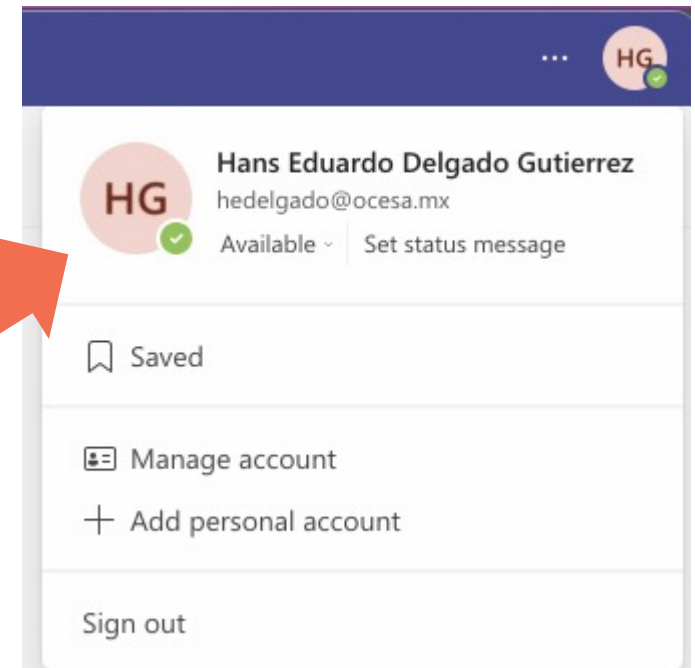 ... HG
HG
Hans Eduardo Delgado Gutierrez
hedelgado@ocesa.mx
Available Set status message
Saved
Manage account
Add personal account
Sign out